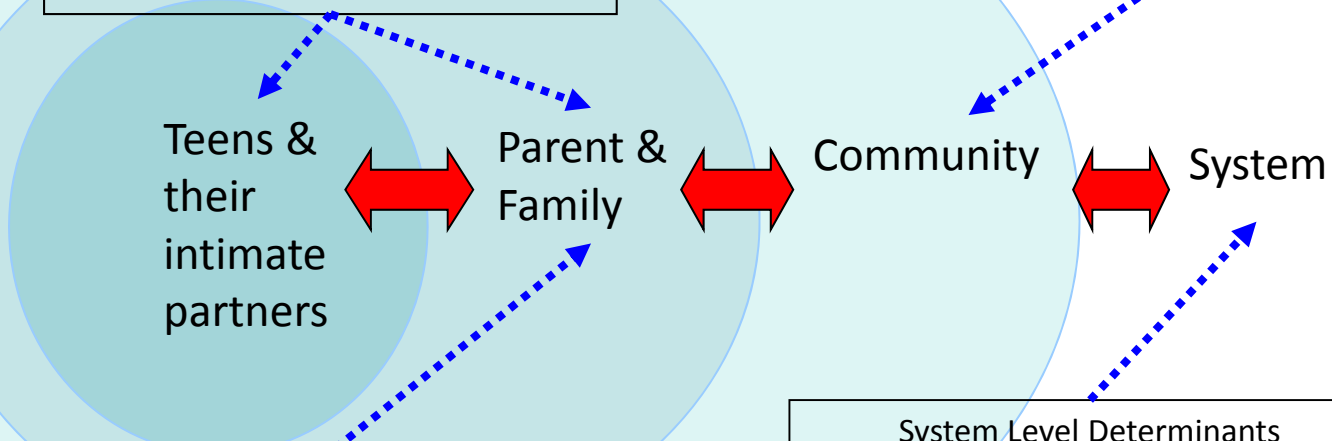 Teens &
their
intimate
partners
Parent &
Family
Community
System
System Level Determinants